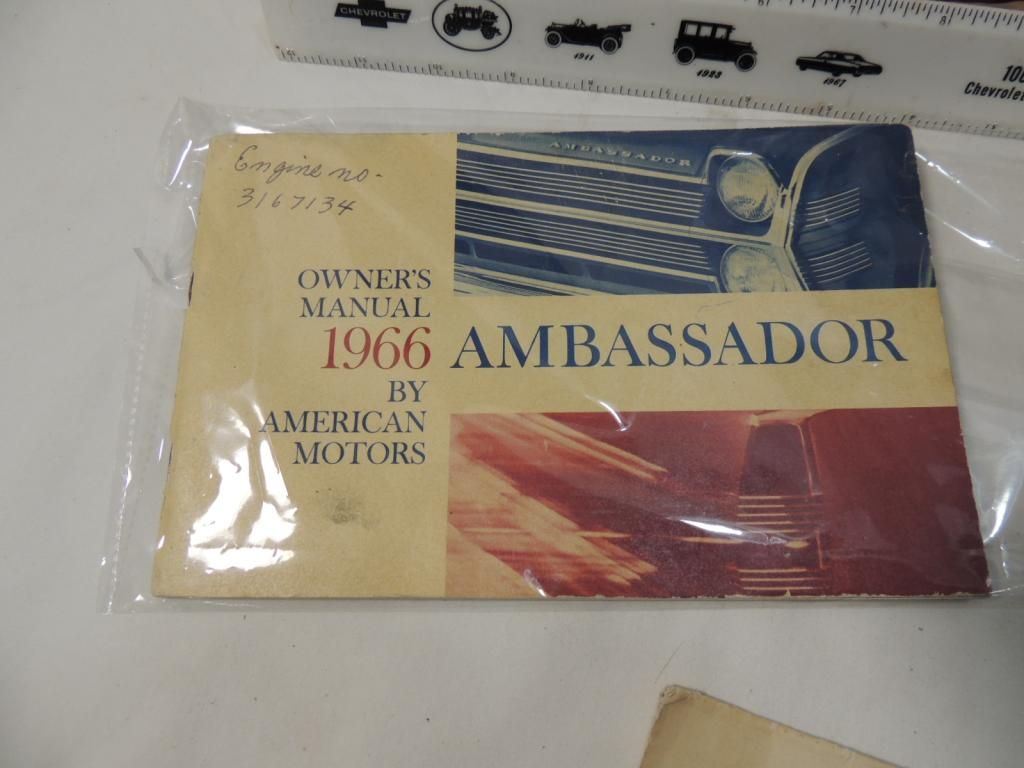 CHEVROLET
1911
1923
1967
Chevrolet
Engine no-
3167134
AMBASSADOR
OWNER'S
MANUAL
1966
BY
AMERICAN
MOTORS
AMBASSADOR